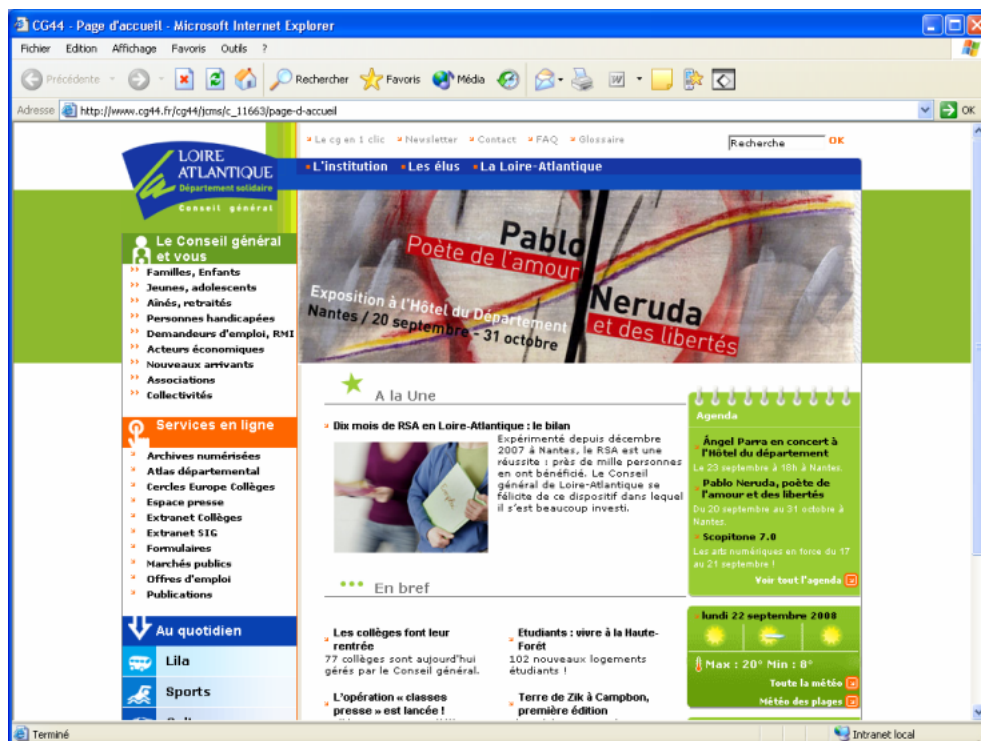 CG44 - Page d'accueil - Microsoft Internet Explorer
Fichier Edition Affichage Favoris Outils ?
Précédente Rechercher Favoris Média
Adresse http://www.cg44.fr/cg44/jcms/c_11663/page-d-accueil OK
Le cg en 1 clic Newsletter Contact FAQ Glossaire
Recherche OK
LOIRE
ATLANTIQUE
Département solidaire
Conseil général
L'institution Les élus La Loire-Atlantique
Pablo
Poète de l'amour
Neruda
et des libertés
Exposition à l'Hôtel du Département
Nantes / 20 septembre - 31 octobre
Le Conseil général
et vous
Familles, Enfants
Jeunes, adolescents
Aînés, retraités
Personnes handicapées
Demandeurs d'emploi, RMI
Acteurs économiques
Nouveaux arrivants
Associations
Collectivités
Services en ligne
Archives numérisées
Atlas départemental
Cercles Europe Collèges
Espace presse
Extranet Collèges
Extranet SIG
Formulaires
Marchés publics
Offres d'emploi
Publications
Au quotidien
Lila
Sports
A la Une
Dix mois de RSA en Loire-Atlantique : le bilan
Expérimenté depuis décembre
2007 à Nantes, le RSA est une
réussite : près de mille personnes
en ont bénéficié. Le Conseil
général de Loire-Atlantique se
félicite de ce dispositif dans lequel
il s'est beaucoup investi.
En bref
Les collèges font leur
rentrée
77 collèges sont aujourd'hui
gérés par le Conseil général.
L'opération « classes
presse » est lancée !
Etudiants : vivre à la Haute-
Forêt
102 nouveaux logements
étudiants !
Terre de Zik à Campbon,
première édition
Agenda
Ángel Parra en concert à
l'Hôtel du département
Le 23 septembre à 18h à Nantes.
Pablo Neruda, poète de
l'amour et des libertés
Du 20 septembre au 31 octobre à
Nantes.
Scopitone 7.0
Les arts numériques en force du 17
au 21 septembre !
Voir tout l'agenda
lundi 22 septembre 2008
Max : 20° Min : 8°
Toute la météo
Météo des plages
Terminé
Intranet local